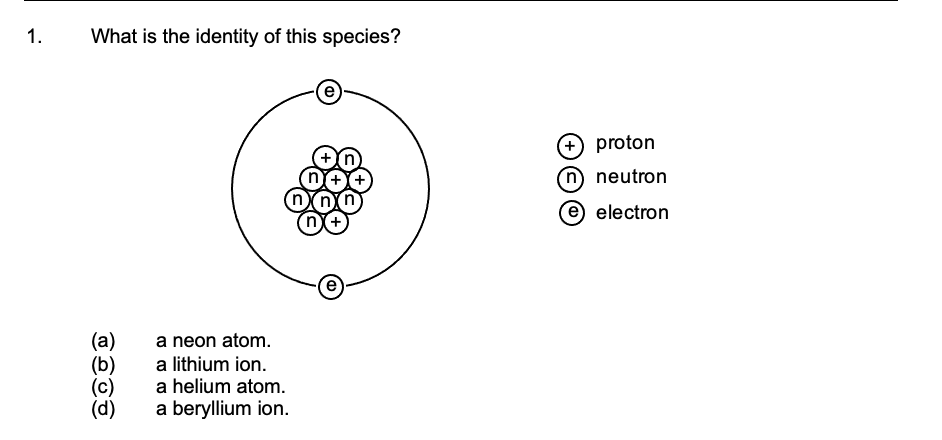 1. What is the identity of this species?
e
+ n
n + +
n n n
n +
e
+ proton
n neutron
e electron
(a) a neon atom.
(b) a lithium ion.
(c) a helium atom.
(d) a beryllium ion.